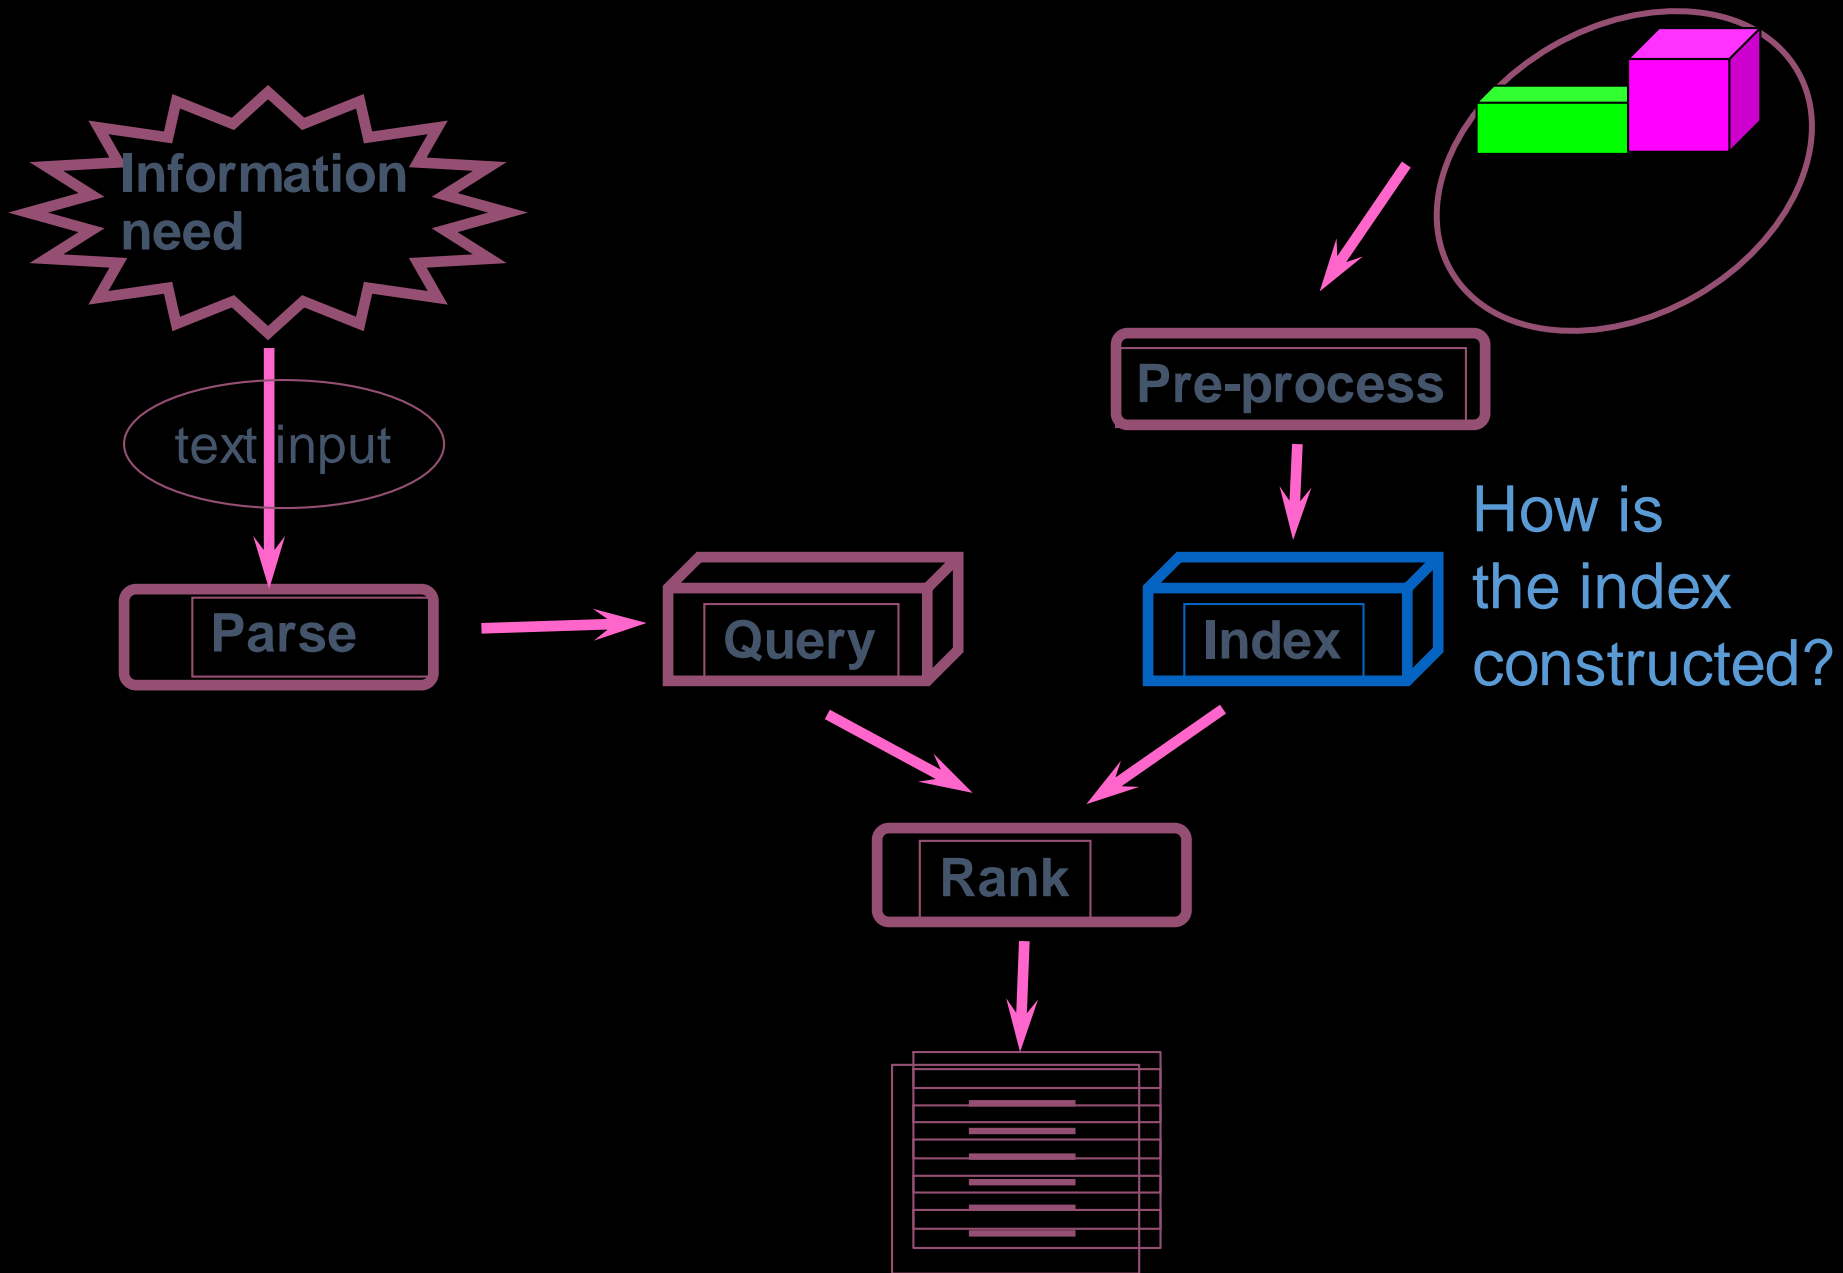 Information
need
text input
Pre-process
How is
the index
constructed?
Parse
Query
Index
Rank